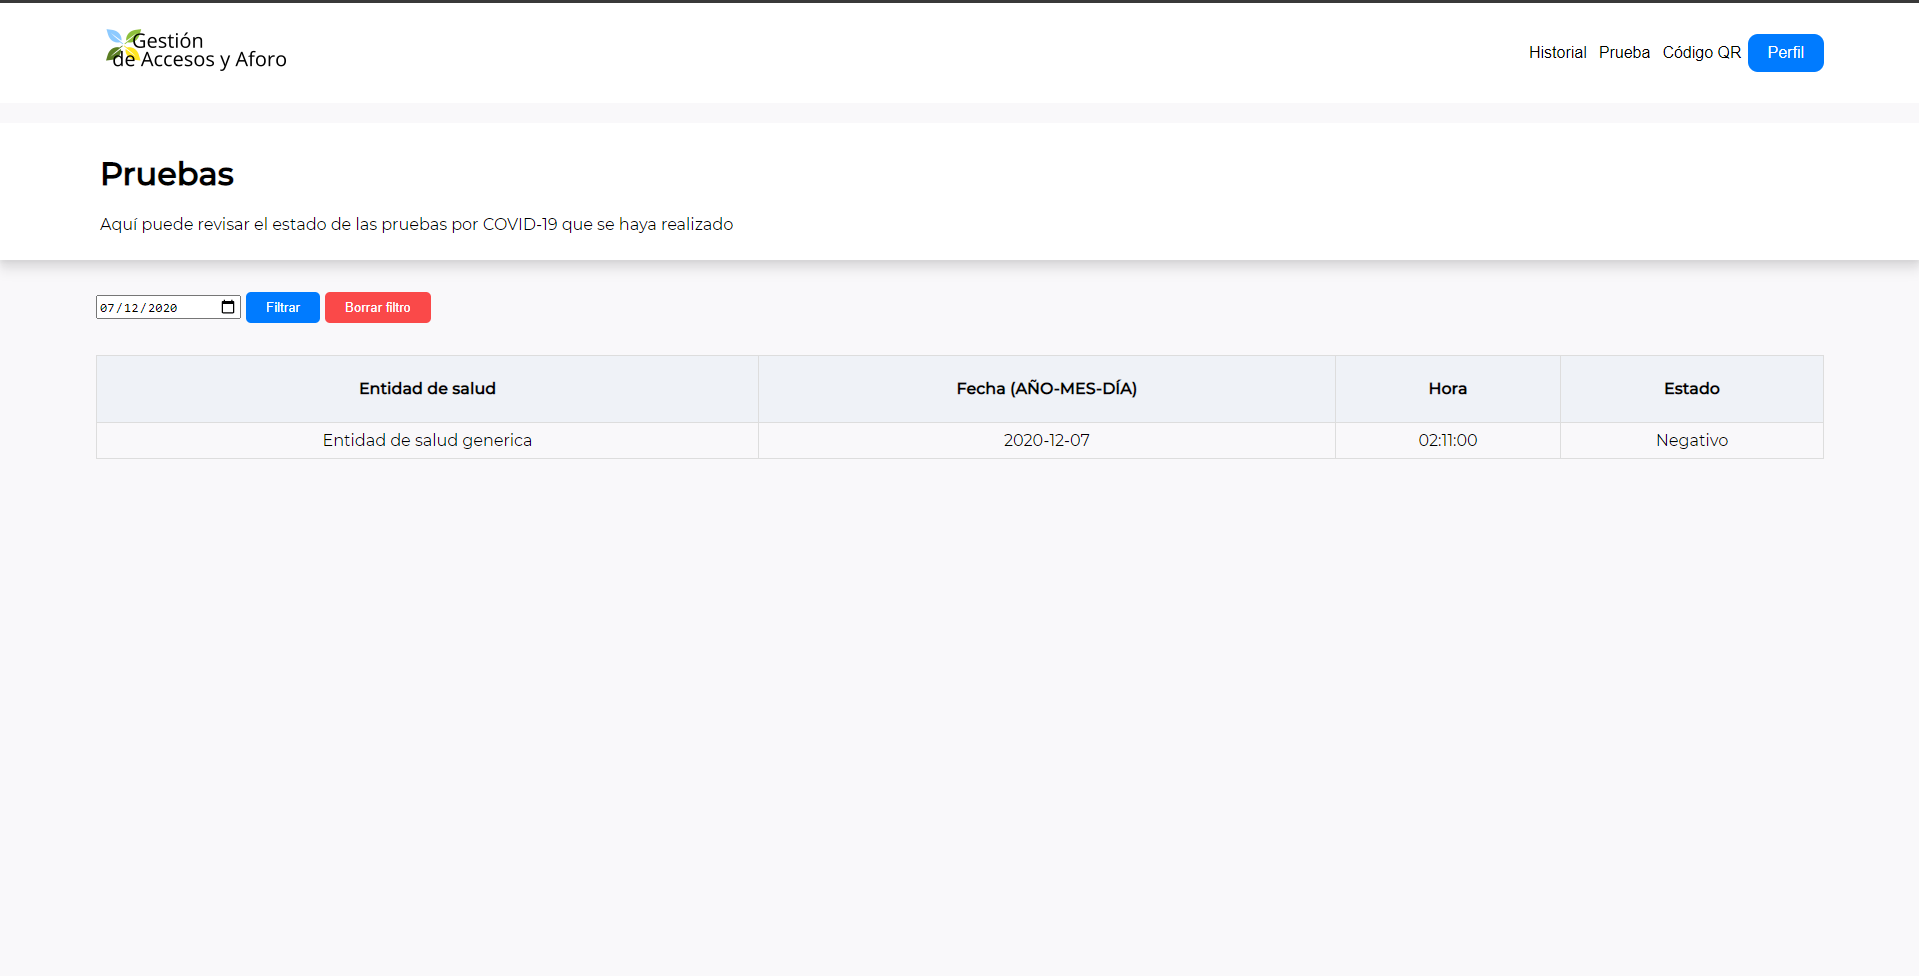 Gestión
de Accesos y Aforo
Historial Prueba Código QR Perfil
Pruebas
Aquí puede revisar el estado de las pruebas por COVID-19 que se haya realizado
07/12/2020 Filtrar Borrar filtro
Entidad de salud Fecha (AÑO-MES-DÍA) Hora Estado
Entidad de salud generica 2020-12-07 02:11:00 Negativo